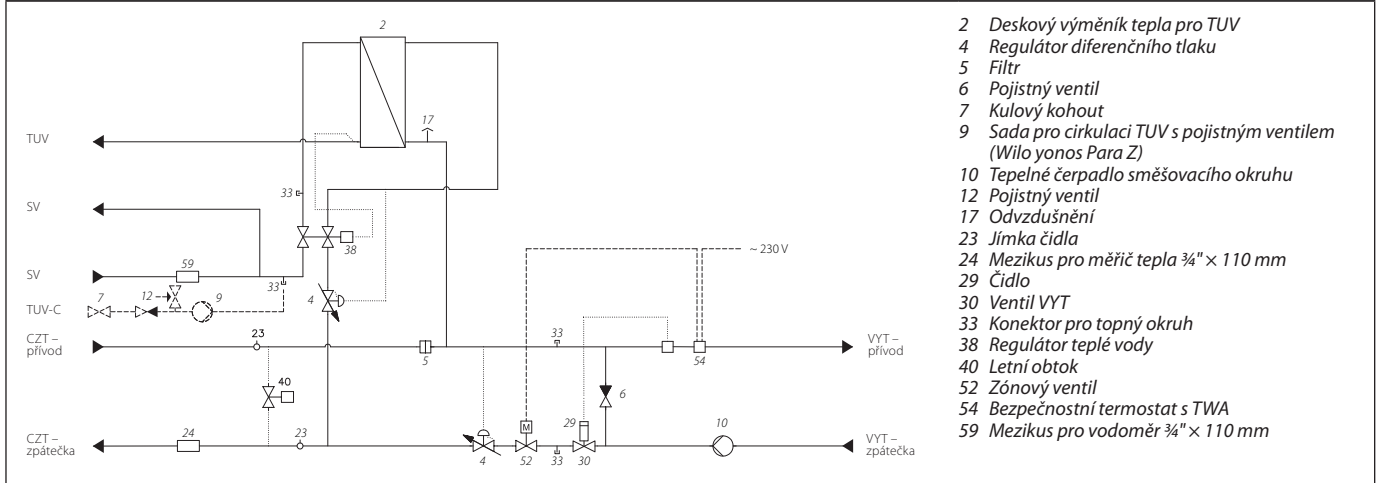 2
17
TUV
33
SV
38
59
~ 230 V
SV
33
7
12
9
4
TUV-C
CZT –
přívod
23
5
33
54
VYT –
přívod
40
6
29
10
M
CZT –
zpátečka
24
23
4
52
33
30
VYT –
zpátečka
2 Deskový výměník tepla pro TUV
4 Regulátor diferenčního tlaku
5 Filtr
6 Pojistný ventil
7 Kulový kohout
9 Sada pro cirkulaci TUV s pojistným ventilem
(Wilo yonos Para Z)
10 Tepelné čerpadlo směšovacího okruhu
12 Pojistný ventil
17 Odvzdušnění
23 Jímka čidla
24 Mezikus pro měřič tepla ¾" × 110 mm
29 Čidlo
30 Ventil VYT
33 Konektor pro topný okruh
38 Regulátor teplé vody
40 Letní obtok
52 Zónový ventil
54 Bezpečnostní termostat s TWA
59 Mezikus pro vodoměr ¾" × 110 mm